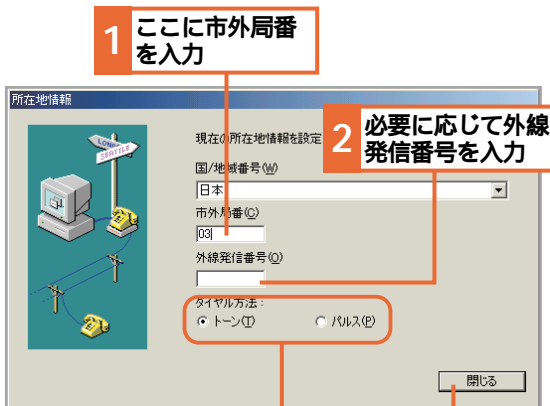 1 ここに市外局番
を入力
所在地情報
LONDON
SEATTLE
現在の所在地情報を設定
2 必要に応じて外線
発信番号を入力
国/地域番号(W)
日本
市外局番(C)
03
外線発信番号(O)
ダイヤル方法:
トーン(T) パルス(P)
閉じる